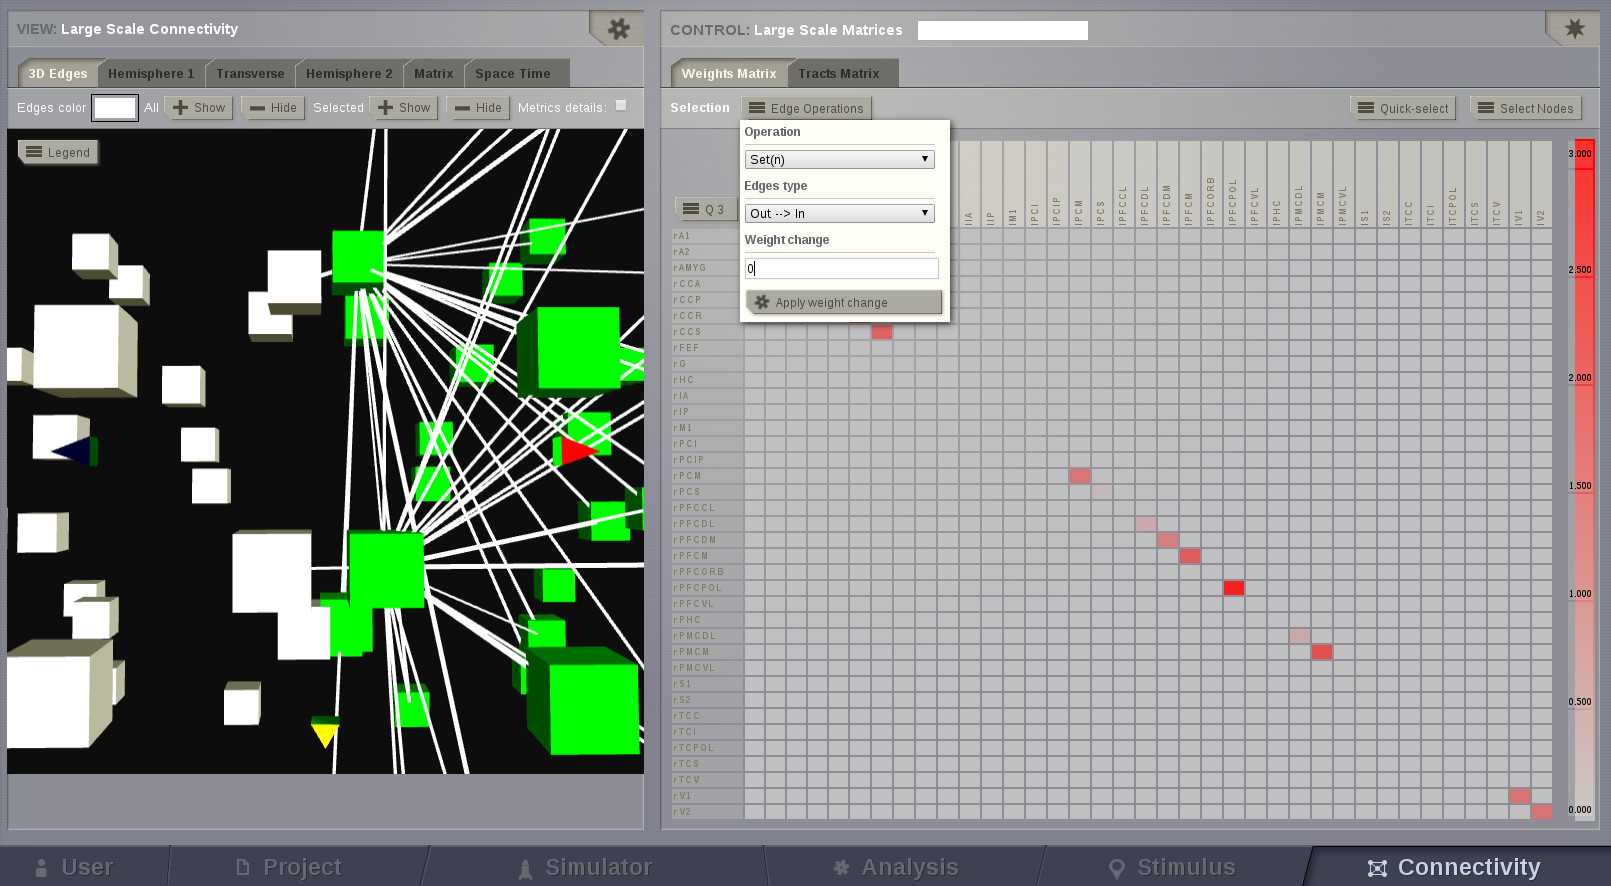 VIEW: Large Scale Connectivity
3D Edges Hemisphere 1 Transverse Hemisphere 2 Matrix Space Time
Edges color All Show Hide Selected Show Hide Metrics details:
Legend
CONTROL: Large Scale Matrices
Weights Matrix Tracts Matrix
Selection Edge Operations Quick-select Select Nodes
Operation
Set(n)
Edges type
Out --> In
Weight change
0
Apply weight change
Q 3
lIA lIP lM1 lPCI lPCIP lPCM lPCS lPFCCL lPFCDL lPFCDM lPFCM lPFCORB lPFCPOL lPFCVL lPHC lPMCDL lPMCM lPMCVL lS1 lS2 lTCC lTCI lTCPOL lTCS lTCV lV1 lV2
rA1
rA2
rAMYG
rCCA
rCCP
rCCR
rCCS
rFEF
rG
rHC
rIA
rIP
rM1
rPCI
rPCIP
rPCM
rPCS
rPFCCL
rPFCDL
rPFCDM
rPFCM
rPFCORB
rPFCPOL
rPFCVL
rPHC
rPMCDL
rPMCM
rPMCVL
rS1
rS2
rTCC
rTCI
rTCPOL
rTCS
rTCV
rV1
rV2
3.000
2.500
2.000
1.500
1.000
0.500
0.000
User Project Simulator Analysis Stimulus Connectivity